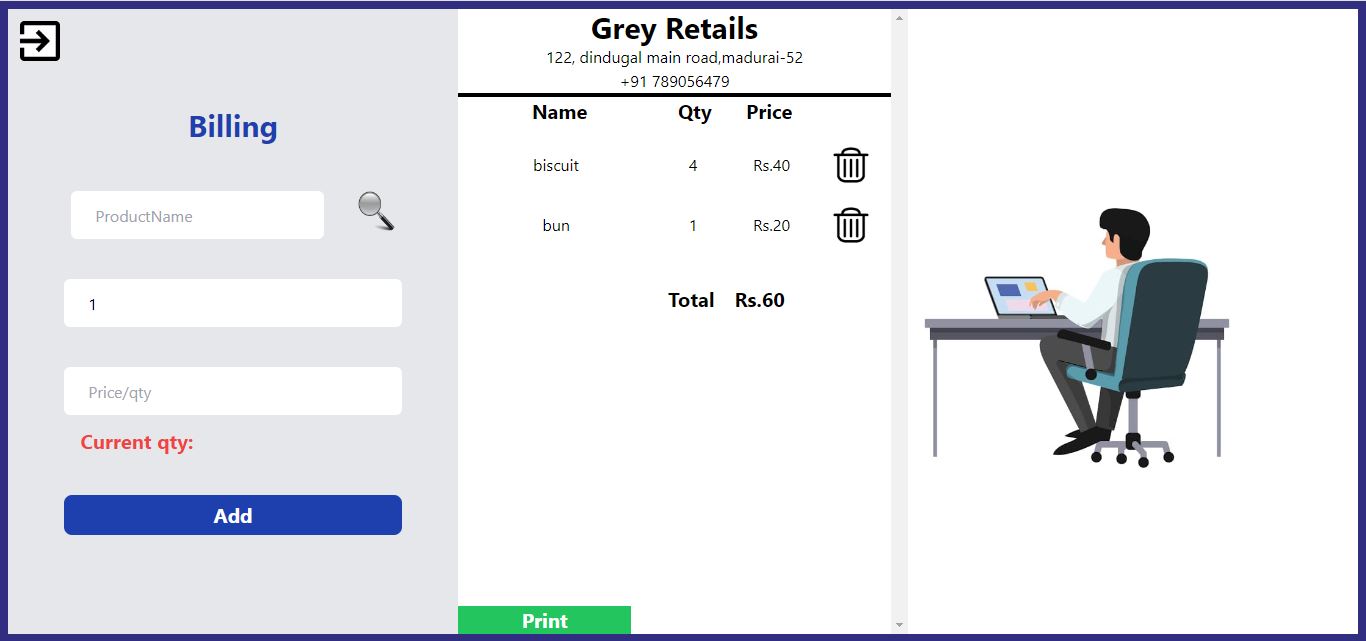 Billing
ProductName
1
Price/qty
Current qty:
Add
Grey Retails
122, dindugal main road,madurai-52
+91 789056479
Name Qty Price
biscuit 4 Rs.40
bun 1 Rs.20
Total Rs.60
Print